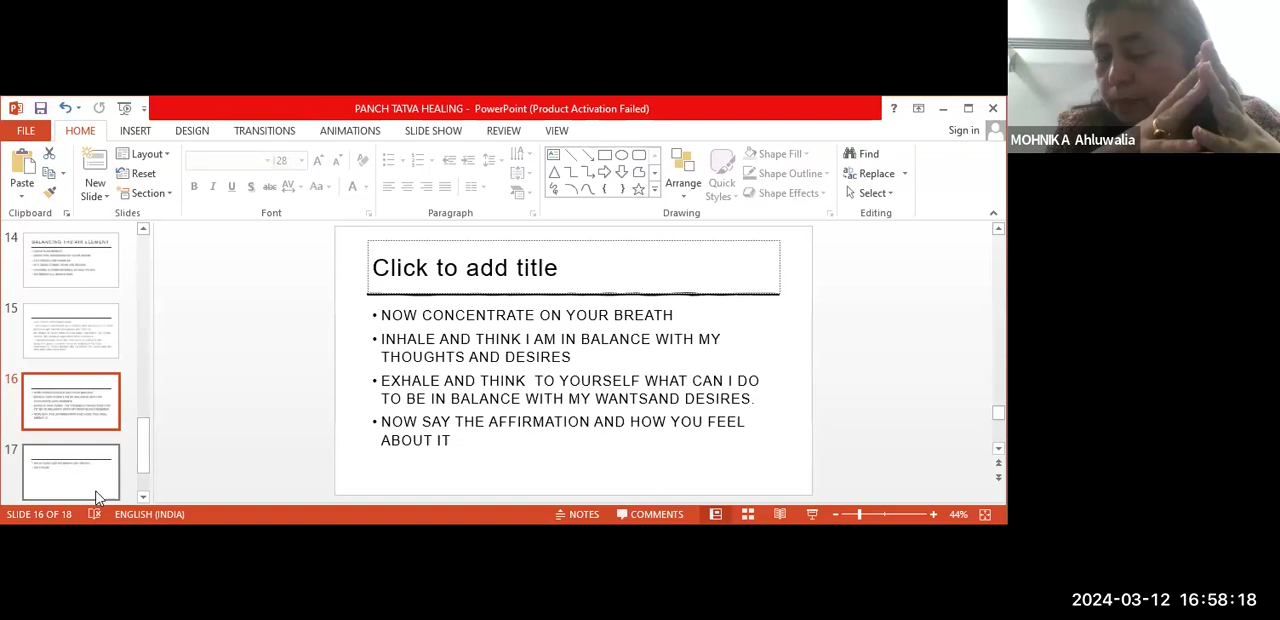 PANCH TATVA HEALING - PowerPoint (Product Activation Failed)
?
FILE HOME INSERT DESIGN TRANSITIONS ANIMATIONS SLIDE SHOW REVIEW VIEW
Sign in
MOHNIKA Ahluwalia
Paste
Clipboard
New
Slide
Layout
Reset
Section
Slides
28
B I U S abc AV Aa A
Font
Paragraph
Arrange
Quick
Styles
Shape Fill
Shape Outline
Shape Effects
Drawing
Find
Replace
Select
Editing
14
BALANCING THE AIR ELEMENT
15
16
17
Click to add title
• NOW CONCENTRATE ON YOUR BREATH
• INHALE AND THINK I AM IN BALANCE WITH MY
THOUGHTS AND DESIRES
• EXHALE AND THINK TO YOURSELF WHAT CAN I DO
TO BE IN BALANCE WITH MY WANTSAND DESIRES.
• NOW SAY THE AFFIRMATION AND HOW YOU FEEL
ABOUT IT
SLIDE 16 OF 18 ENGLISH (INDIA) NOTES COMMENTS 44%
2024-03-12 16:58:18